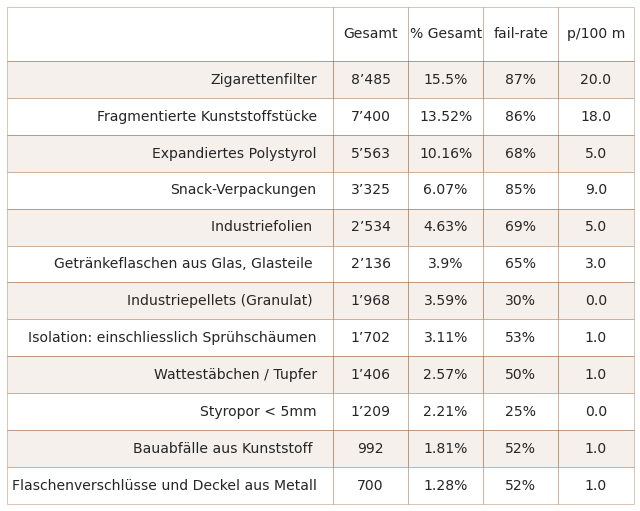 Gesamt % Gesamt fail-rate p/100 m
Zigarettenfilter 8’485 15.5% 87% 20.0
Fragmentierte Kunststoffstücke 7’400 13.52% 86% 18.0
Expandiertes Polystyrol 5’563 10.16% 68% 5.0
Snack-Verpackungen 3’325 6.07% 85% 9.0
Industriefolien 2’534 4.63% 69% 5.0
Getränkeflaschen aus Glas, Glasteile 2’136 3.9% 65% 3.0
Industriepellets (Granulat) 1’968 3.59% 30% 0.0
Isolation: einschliesslich Sprühschäumen 1’702 3.11% 53% 1.0
Wattestäbchen / Tupfer 1’406 2.57% 50% 1.0
Styropor < 5mm 1’209 2.21% 25% 0.0
Bauabfälle aus Kunststoff 992 1.81% 52% 1.0
Flaschenverschlüsse und Deckel aus Metall 700 1.28% 52% 1.0